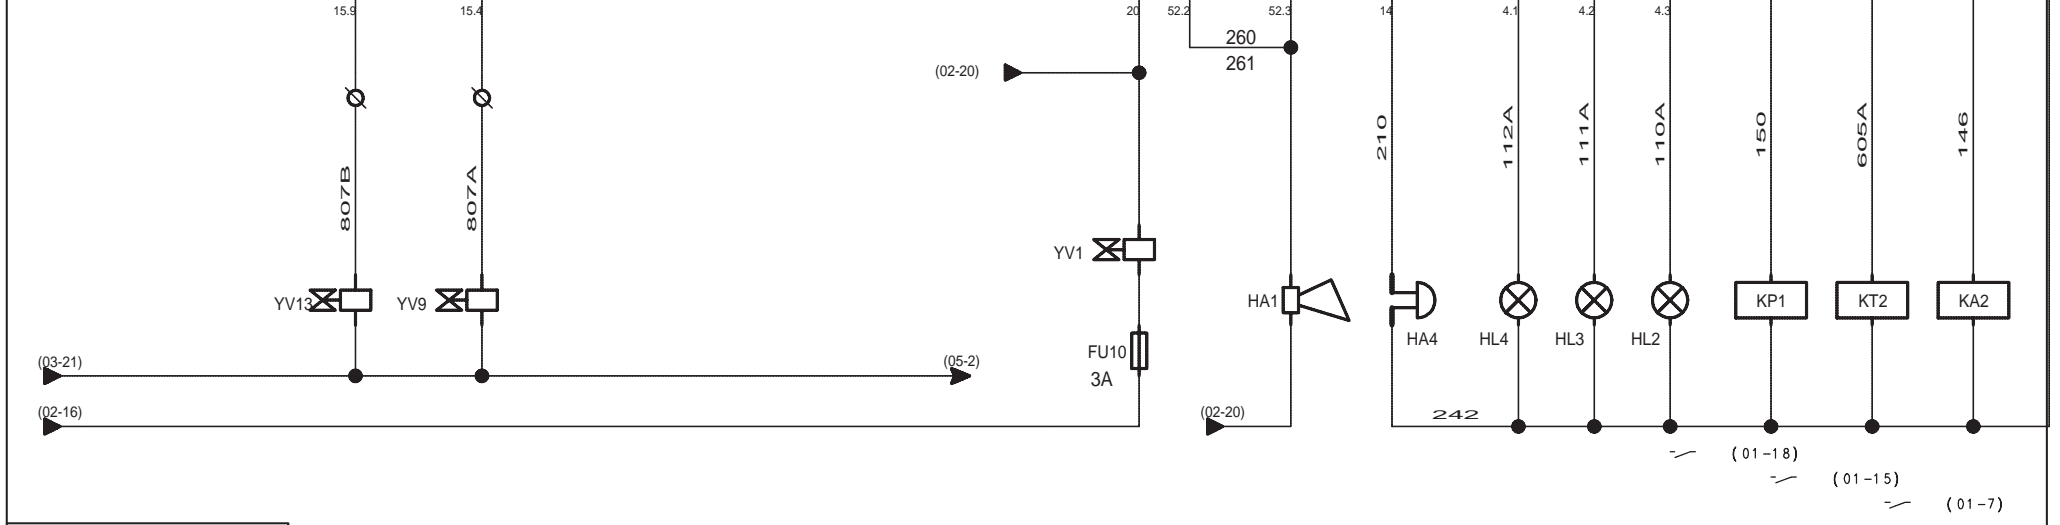 15.9
15.4
20
52.2
52.3
14
4.1
4.2
4.3
260
261
(02-20)
807B
807A
210
112A
111A
110A
150
605A
146
YV1
YV13
YV9
HA1
KP1
KT2
KA2
HA4
HL4
HL3
HL2
FU10
3A
(03-21)
(05-2)
(02-16)
(02-20)
242
(01-18)
(01-15)
(01-7)